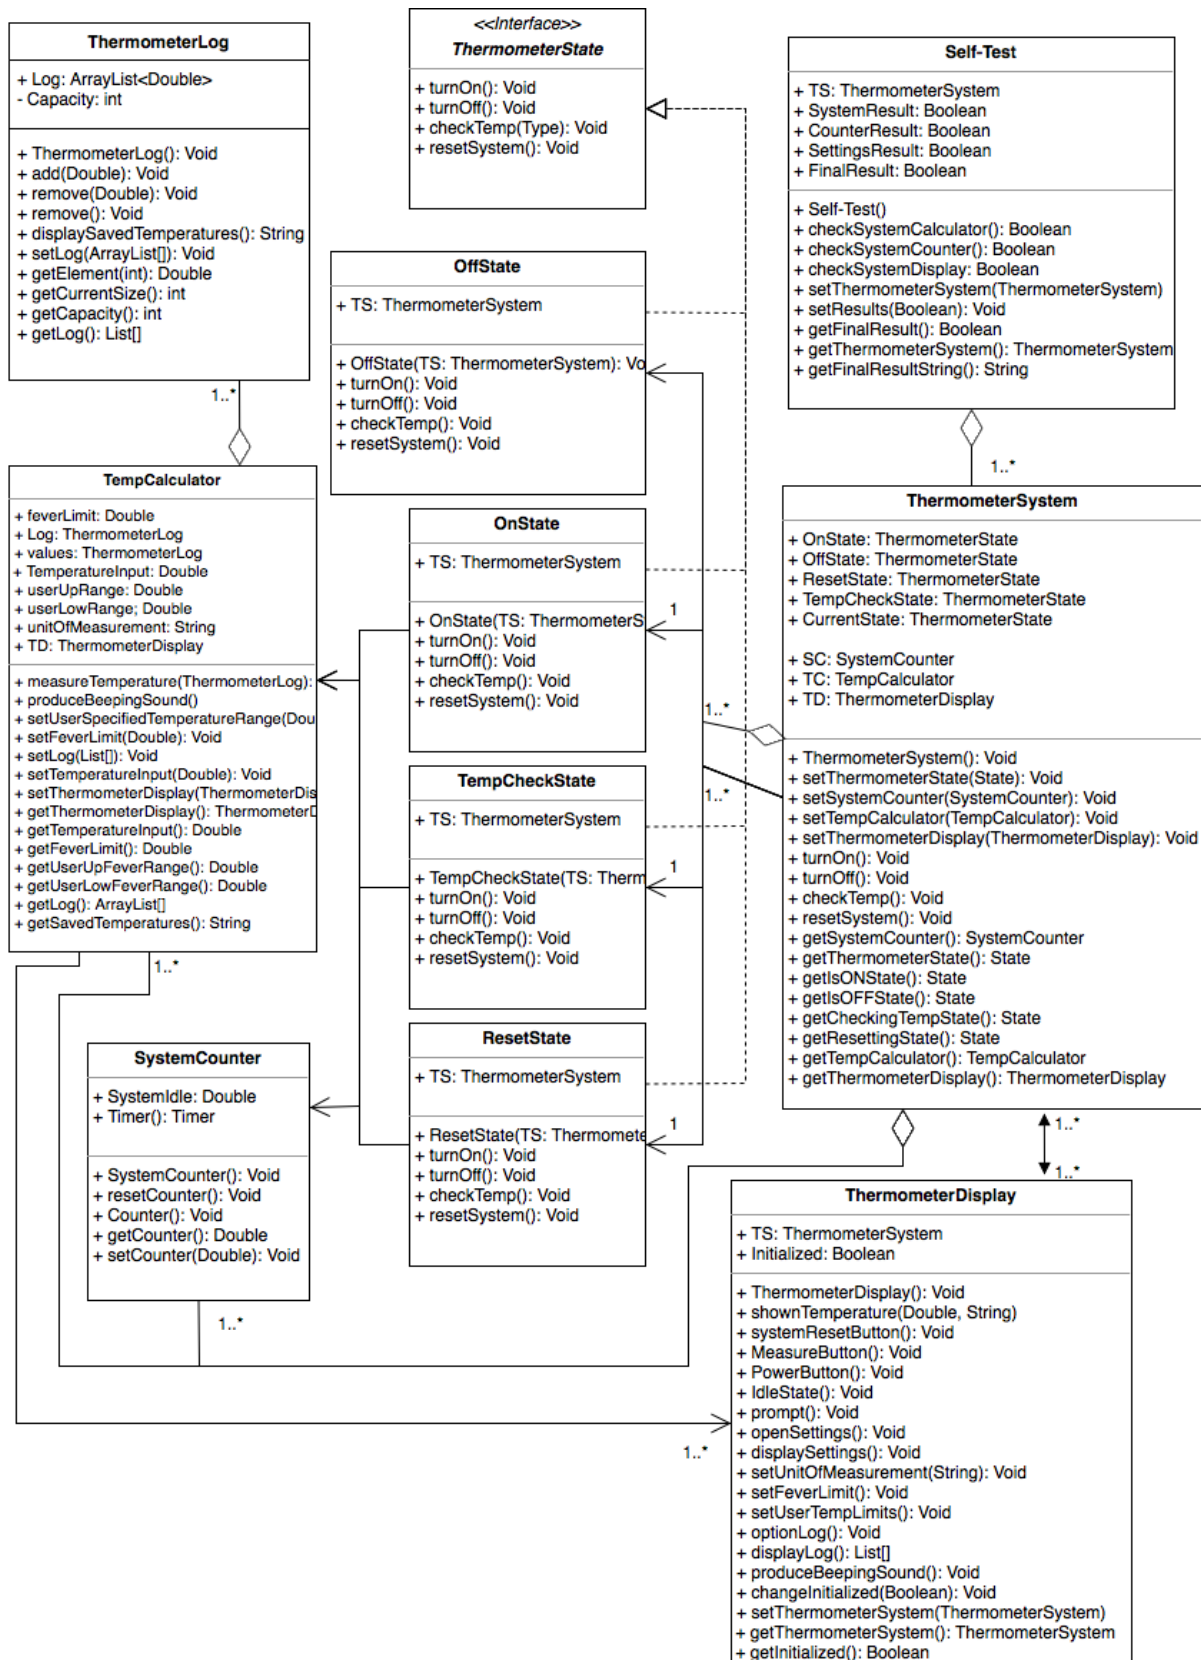 ThermometerLog
+ Log: ArrayList<Double>
- Capacity: int
+ ThermometerLog(): Void
+ add(Double): Void
+ remove(Double): Void
+ remove(): Void
+ displaySavedTemperatures(): String
+ setLog(ArrayList[]): Void
+ getElement(int): Double
+ getCurrentSize(): int
+ getCapacity(): int
+ getLog(): List[]
1..*
<<Interface>>
ThermometerState
+ turnOn(): Void
+ turnOff(): Void
+ checkTemp(Type): Void
+ resetSystem(): Void
Self-Test
+ TS: ThermometerSystem
+ SystemResult: Boolean
+ CounterResult: Boolean
+ SettingsResult: Boolean
+ FinalResult: Boolean
+ Self-Test()
+ checkSystemCalculator(): Boolean
+ checkSystemCounter(): Boolean
+ checkSystemDisplay: Boolean
+ setThermometerSystem(ThermometerSystem)
+ setResults(Boolean): Void
+ getFinalResult(): Boolean
+ getThermometerSystem(): ThermometerSystem
+ getFinalResultString(): String
1..*
OffState
+ TS: ThermometerSystem
+ OffState(TS: ThermometerSystem): Vo
+ turnOn(): Void
+ turnOff(): Void
+ checkTemp(): Void
+ resetSystem(): Void
TempCalculator
+ feverLimit: Double
+ Log: ThermometerLog
+ values: ThermometerLog
+ TemperatureInput: Double
+ userUpRange: Double
+ userLowRange; Double
+ unitOfMeasurement: String
+ TD: ThermometerDisplay
+ measureTemperature(ThermometerLog):
+ produceBeepingSound()
+ setUserSpecifiedTemperatureRange(Dou
+ setFeverLimit(Double): Void
+ setLog(List[]): Void
+ setTemperatureInput(Double): Void
+ setThermometerDisplay(ThermometerDis
+ getThermometerDisplay(): ThermometerD
+ getTemperatureInput(): Double
+ getFeverLimit(): Double
+ getUserUpFeverRange(): Double
+ getUserLowFeverRange(): Double
+ getLog(): ArrayList[]
+ getSavedTemperatures(): String
1..*
OnState
+ TS: ThermometerSystem
+ OnState(TS: ThermometerS
+ turnOn(): Void
+ turnOff(): Void
+ checkTemp(): Void
+ resetSystem(): Void
1
1..*
1..*
TempCheckState
+ TS: ThermometerSystem
+ TempCheckState(TS: Therm
+ turnOn(): Void
+ turnOff(): Void
+ checkTemp(): Void
+ resetSystem(): Void
1
ThermometerSystem
+ OnState: ThermometerState
+ OffState: ThermometerState
+ ResetState: ThermometerState
+ TempCheckState: ThermometerState
+ CurrentState: ThermometerState
+ SC: SystemCounter
+ TC: TempCalculator
+ TD: ThermometerDisplay
+ ThermometerSystem(): Void
+ setThermometerState(State): Void
+ setSystemCounter(SystemCounter): Void
+ setTempCalculator(TempCalculator): Void
+ setThermometerDisplay(ThermometerDisplay): Void
+ turnOn(): Void
+ turnOff(): Void
+ checkTemp(): Void
+ resetSystem(): Void
+ getSystemCounter(): SystemCounter
+ getThermometerState(): State
+ getIsONState(): State
+ getIsOFFState(): State
+ getCheckingTempState(): State
+ getResettingState(): State
+ getTempCalculator(): TempCalculator
+ getThermometerDisplay(): ThermometerDisplay
1..*
1..*
SystemCounter
+ SystemIdle: Double
+ Timer(): Timer
+ SystemCounter(): Void
+ resetCounter(): Void
+ Counter(): Void
+ getCounter(): Double
+ setCounter(Double): Void
1..*
ResetState
+ TS: ThermometerSystem
+ ResetState(TS: Thermomete
+ turnOn(): Void
+ turnOff(): Void
+ checkTemp(): Void
+ resetSystem(): Void
1
ThermometerDisplay
+ TS: ThermometerSystem
+ Initialized: Boolean
+ ThermometerDisplay(): Void
+ shownTemperature(Double, String)
+ systemResetButton(): Void
+ MeasureButton(): Void
+ PowerButton(): Void
+ IdleState(): Void
+ prompt(): Void
+ openSettings(): Void
+ displaySettings(): Void
+ setUnitOfMeasurement(String): Void
+ setFeverLimit(): Void
+ setUserTempLimits(): Void
+ optionLog(): Void
+ displayLog(): List[]
+ produceBeepingSound(): Void
+ changeInitialized(Boolean): Void
+ setThermometerSystem(ThermometerSystem)
+ getThermometerSystem(): ThermometerSystem
+ getInitialized(): Boolean
1..*